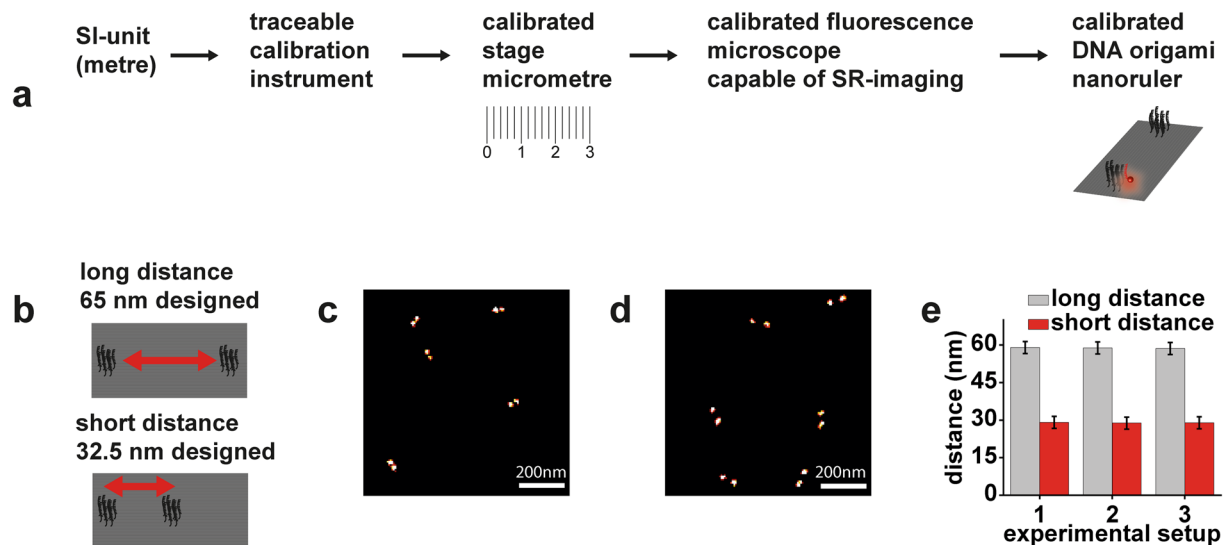 a
SI-unit
(metre)
traceable
calibration
instrument
calibrated
stage
micrometre
0 1 2 3
calibrated fluorescence
microscope
capable of SR-imaging
calibrated
DNA origami
nanoruler
b
long distance
65 nm designed
short distance
32.5 nm designed
c
200nm
d
200nm
e
long distance
short distance
distance (nm)
60
45
30
15
0
1 2 3
experimental setup